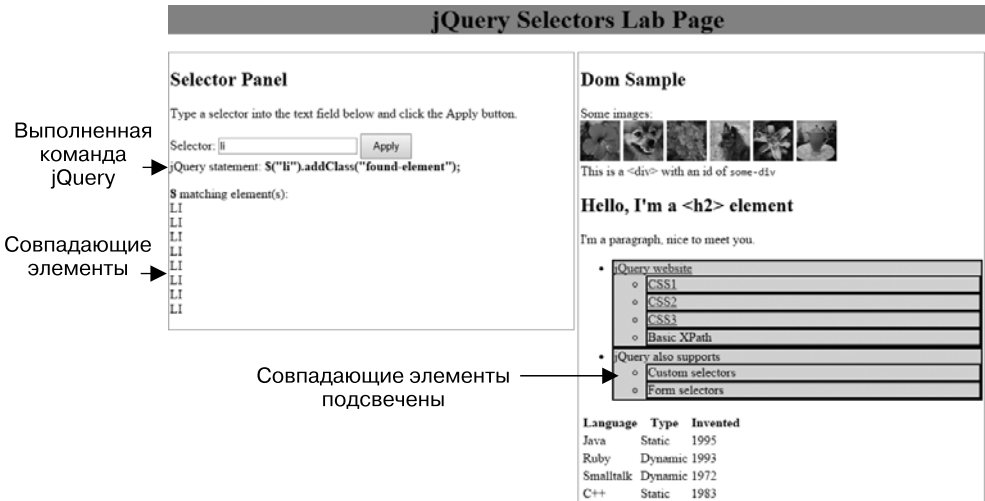 jQuery Selectors Lab Page
Selector Panel
Type a selector into the text field below and click the Apply button.
Selector: li Apply
jQuery statement: $("li").addClass("found-element");
8 matching element(s):
LI
LI
LI
LI
LI
LI
LI
LI
Выполненная
команда
jQuery
Совпадающие
элементы
Dom Sample
Some images:
This is a <div> with an id of some-div
Hello, I'm a <h2> element
I'm a paragraph, nice to meet you.
jQuery website
CSS1
CSS2
CSS3
Basic XPath
jQuery also supports
Custom selectors
Form selectors
Совпадающие элементы
подсвечены
Language Type Invented
Java Static 1995
Ruby Dynamic 1993
Smalltalk Dynamic 1972
C++ Static 1983